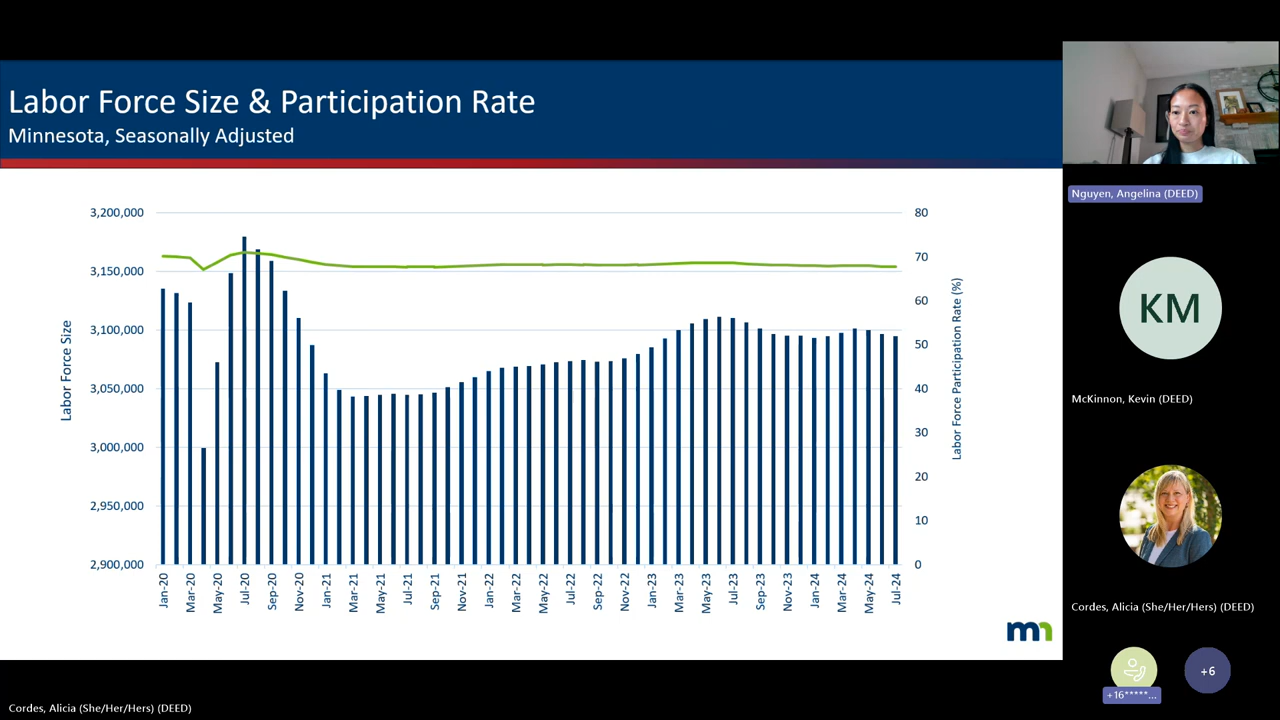 Labor Force Size & Participation Rate
Minnesota, Seasonally Adjusted
Labor Force Size
3,200,000
3,150,000
3,100,000
3,050,000
3,000,000
2,950,000
2,900,000
80
70
60
50
40
30
20
10
0
Labor Force Participation Rate (%)
Jan-20
Mar-20
May-20
Jul-20
Sep-20
Nov-20
Jan-21
Mar-21
May-21
Jul-21
Sep-21
Nov-21
Jan-22
Mar-22
May-22
Jul-22
Sep-22
Nov-22
Jan-23
Mar-23
May-23
Jul-23
Sep-23
Nov-23
Jan-24
Mar-24
May-24
Jul-24
mn
Nguyen, Angelina (DEED)
KM
McKinnon, Kevin (DEED)
Cordes, Alicia (She/Her/Hers) (DEED)
+16*****...
+6
Cordes, Alicia (She/Her/Hers) (DEED)